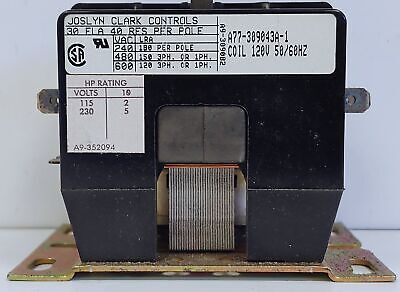 JOSLYN CLARK CONTROLS
30 FLA 40 RES PER POLE
VAC LRA
240 180 PER POLE
480 150 3PH. OR 1PH.
600 120 3PH. OR 1PH.
A9-309082
A77-309043A-1
COIL 120V 50/60HZ
HP RATING
VOLTS 1Ø
115 2
230 5
A9-352094